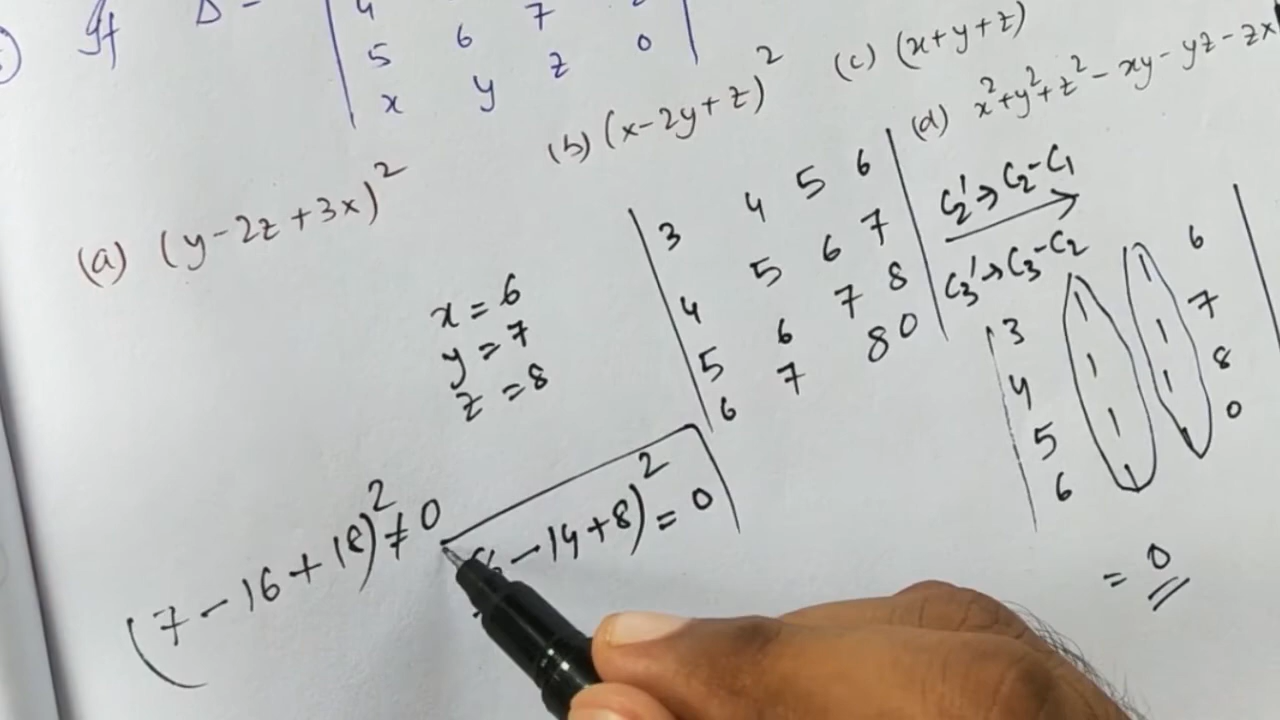 If Δ =
4 7
5 6 7
x y z 0
(a) (y-2z+3x)²
(b) (x-2y+z)²
(c) (x+y+z)
(d) x²+y²+z²-xy-yz-zx
x=6
y=7
z=8
3 4 5 6
4 5 6 7
5 6 7 8
6 7 8 0
C₂'→C₂-C₁
C₃'→C₃-C₂
3 1 1 6
4 1 1 7
5 1 1 8
6 1 1 0
= 0
(7-16+18)² ≠ 0
6-14+8)² = 0